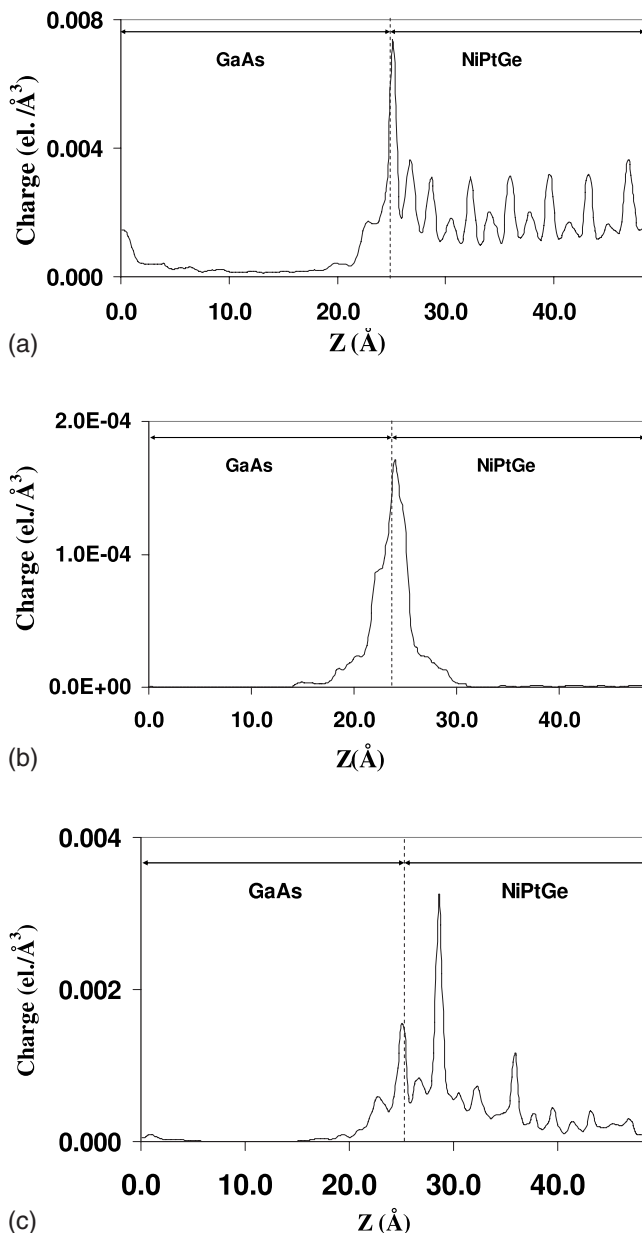 0.008
GaAs
NiPtGe
0.004
0.000
0.0
10.0
20.0
30.0
40.0
Charge (el./Å³)
Z (Å)
(a)
2.0E-04
GaAs
NiPtGe
1.0E-04
0.0E+00
0.0
10.0
20.0
30.0
40.0
Charge (el./Å³)
Z(Å)
(b)
0.004
GaAs
NiPtGe
0.002
0.000
0.0
10.0
20.0
30.0
40.0
Charge (el./Å³)
Z (Å)
(c)